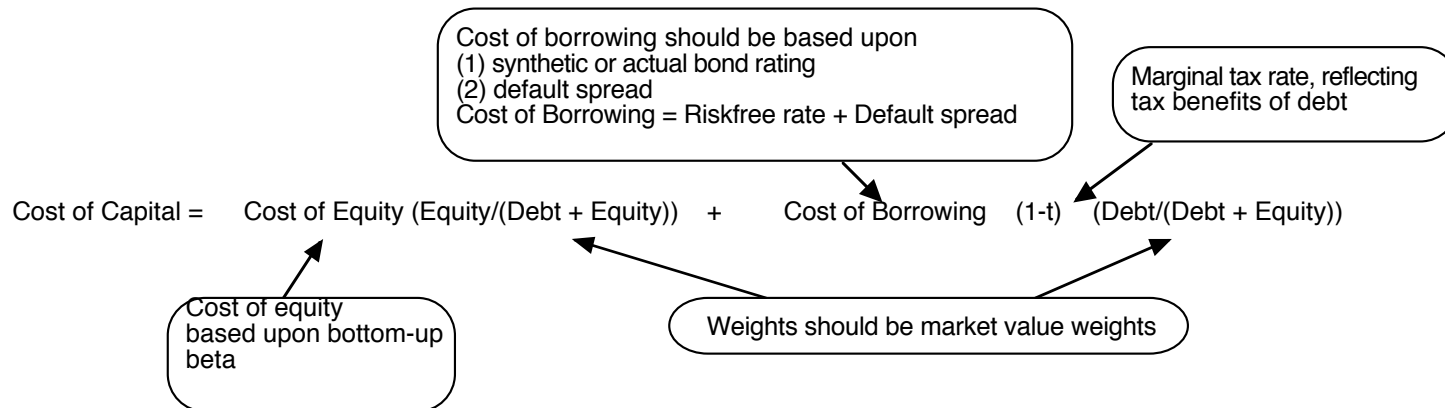 Cost of borrowing should be based upon
(1) synthetic or actual bond rating
(2) default spread
Cost of Borrowing = Riskfree rate + Default spread
Marginal tax rate, reflecting
tax benefits of debt
Cost of Capital = Cost of Equity (Equity/(Debt + Equity)) + Cost of Borrowing (1-t) (Debt/(Debt + Equity))
Cost of equity
based upon bottom-up
beta
Weights should be market value weights